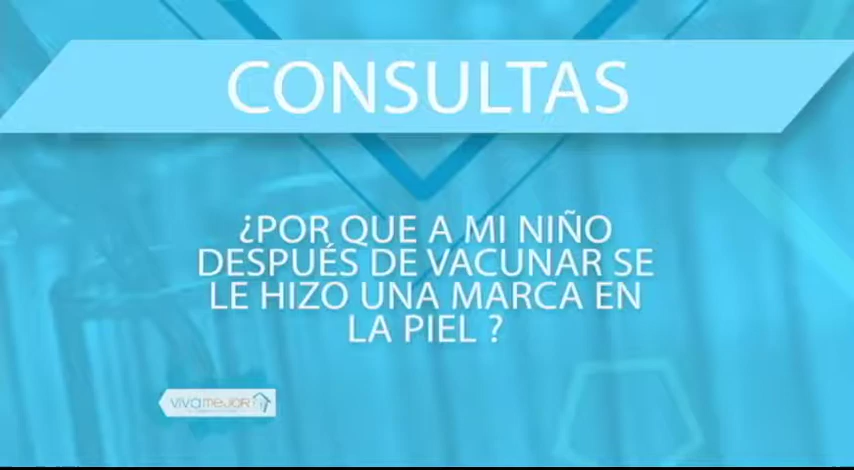 CONSULTAS
¿POR QUE A MI NIÑO
DESPUÉS DE VACUNAR SE
LE HIZO UNA MARCA EN
LA PIEL ?
vivamejor